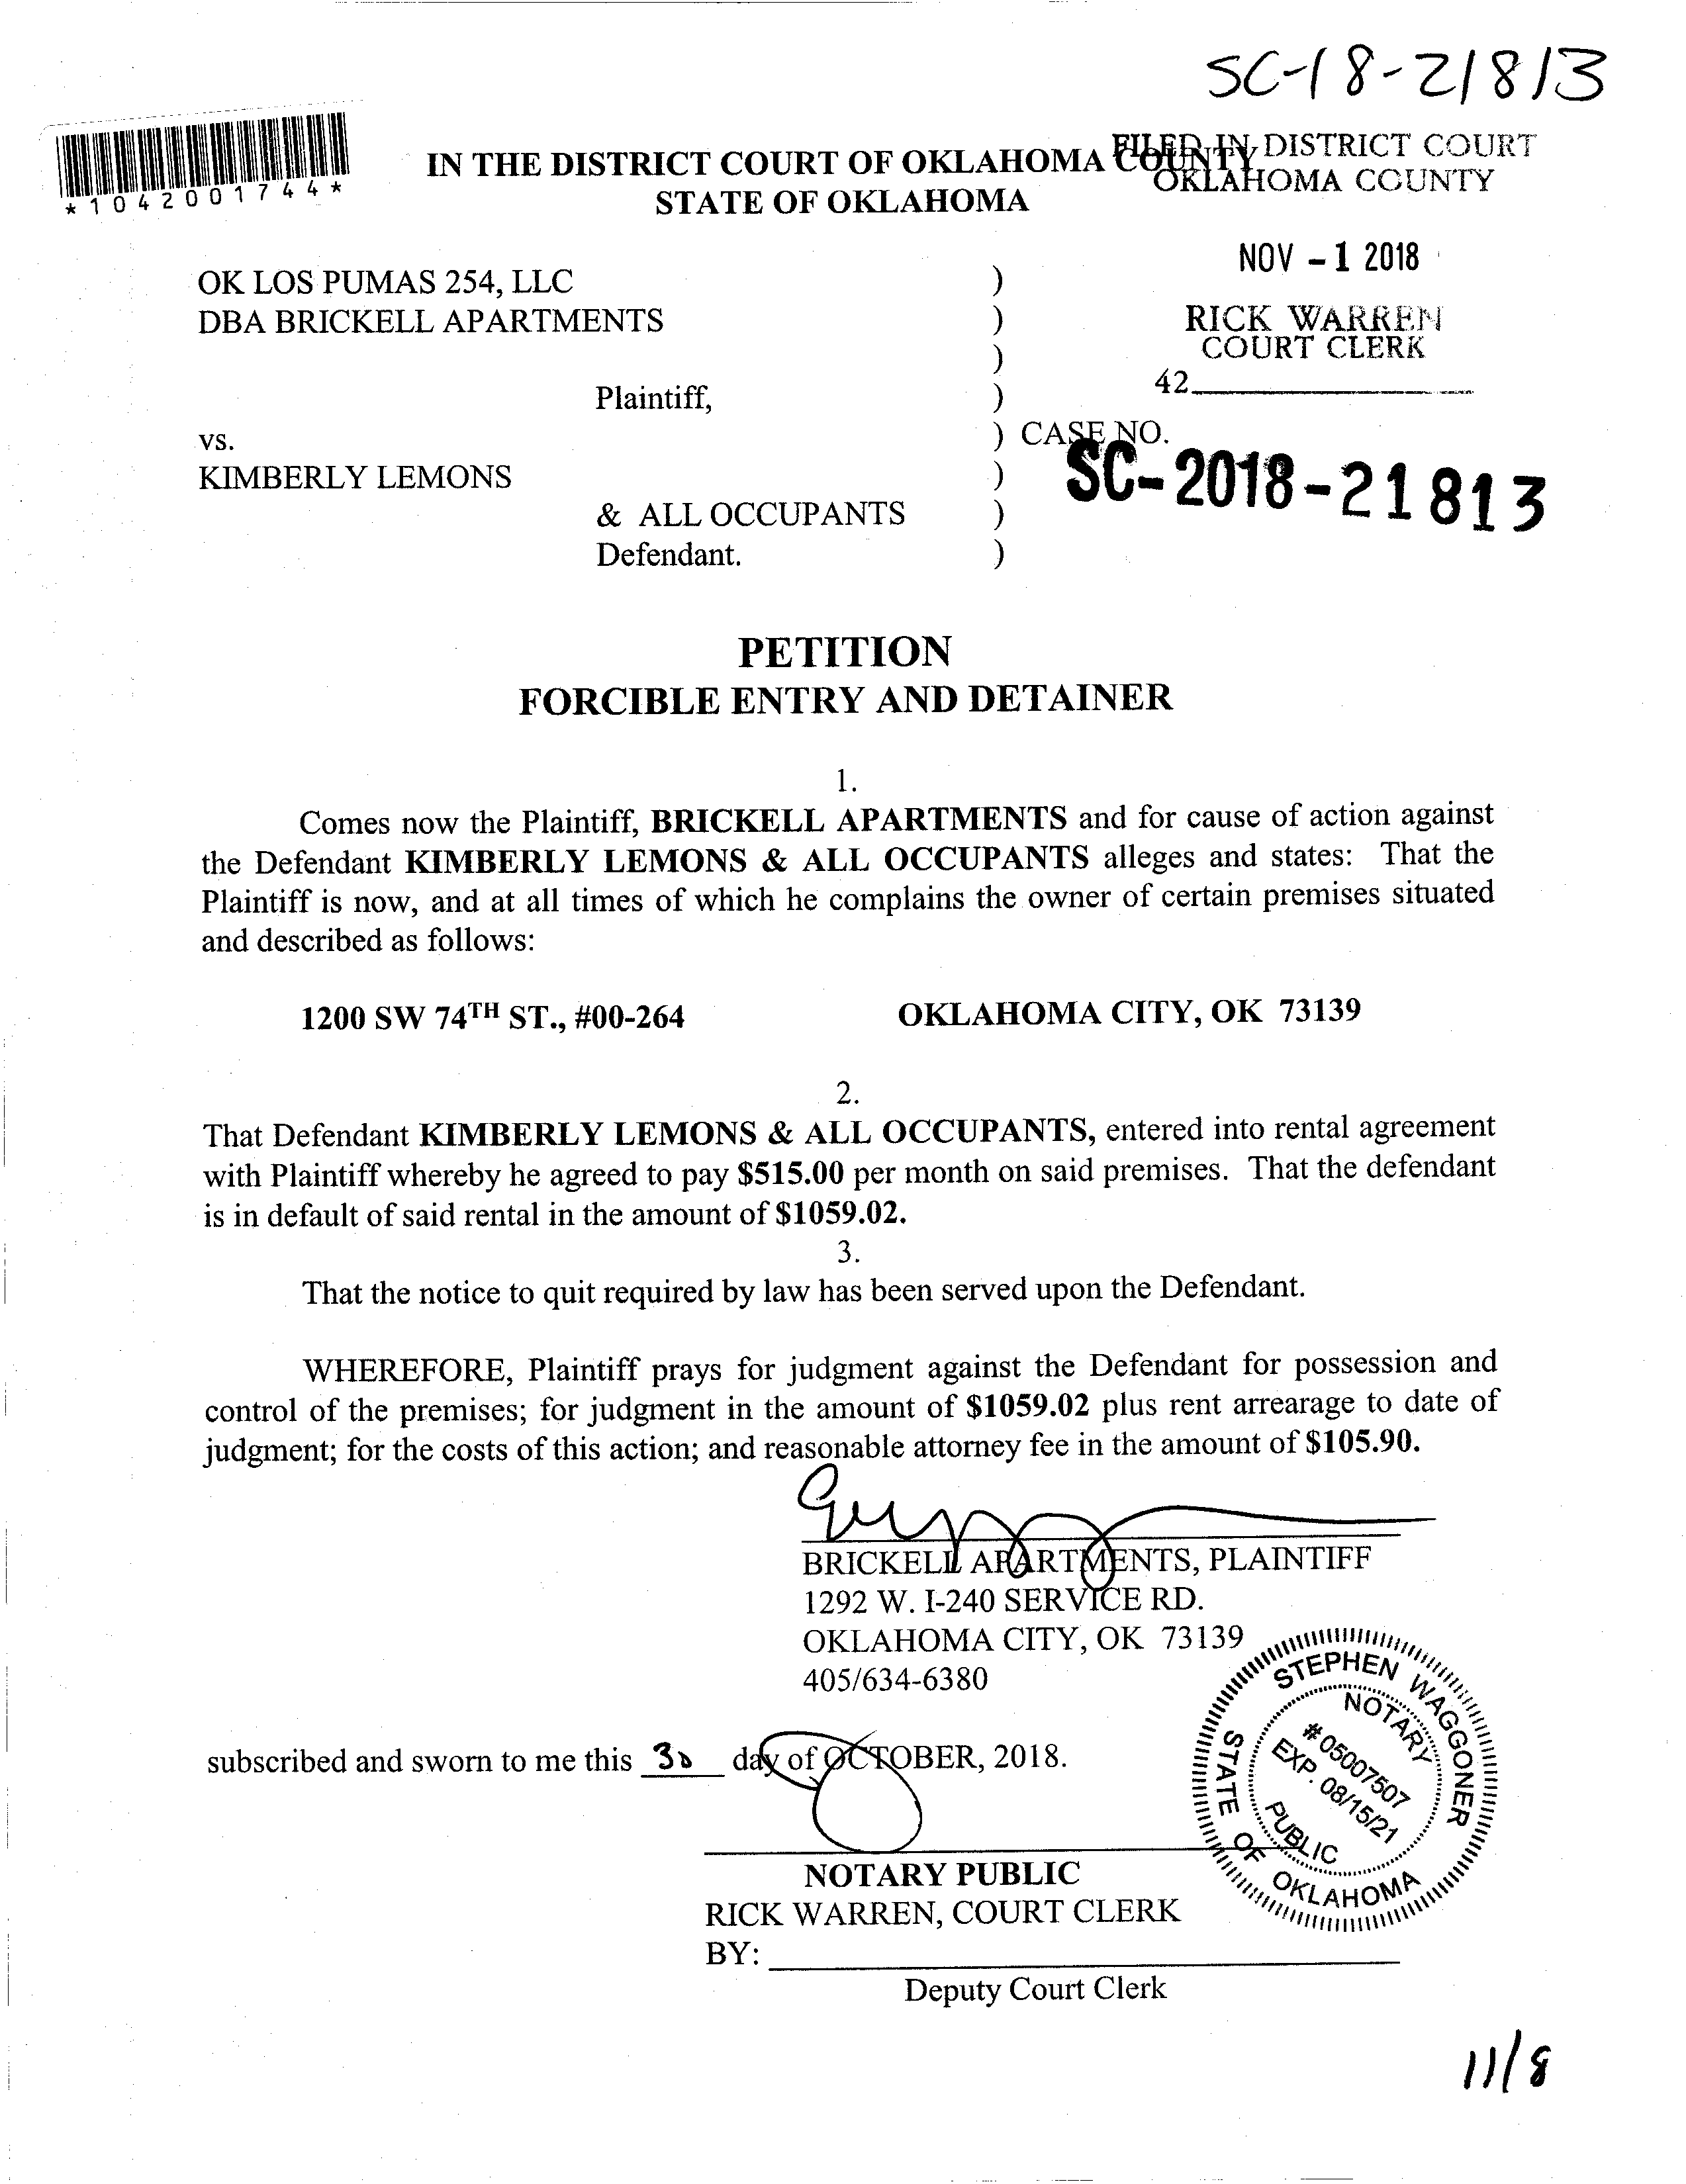 SC-18-21813
*1042001744*
IN THE DISTRICT COURT OF OKLAHOMA COUNTY
STATE OF OKLAHOMA
FILED IN DISTRICT COURT
OKLAHOMA COUNTY
NOV - 1 2018
RICK WARREN
COURT CLERK
42
OK LOS PUMAS 254, LLC )
DBA BRICKELL APARTMENTS )
)
Plaintiff, )
vs. ) CASE NO.
SC-2018-21813
KIMBERLY LEMONS )
& ALL OCCUPANTS )
Defendant. )
PETITION
FORCIBLE ENTRY AND DETAINER
1.
Comes now the Plaintiff, BRICKELL APARTMENTS and for cause of action against
the Defendant KIMBERLY LEMONS & ALL OCCUPANTS alleges and states: That the
Plaintiff is now, and at all times of which he complains the owner of certain premises situated
and described as follows:
1200 SW 74TH ST., #00-264 OKLAHOMA CITY, OK 73139
2.
That Defendant KIMBERLY LEMONS & ALL OCCUPANTS, entered into rental agreement
with Plaintiff whereby he agreed to pay $515.00 per month on said premises. That the defendant
is in default of said rental in the amount of $1059.02.
3.
That the notice to quit required by law has been served upon the Defendant.
WHEREFORE, Plaintiff prays for judgment against the Defendant for possession and
control of the premises; for judgment in the amount of $1059.02 plus rent arrearage to date of
judgment; for the costs of this action; and reasonable attorney fee in the amount of $105.90.
BRICKELL APARTMENTS, PLAINTIFF
1292 W. I-240 SERVICE RD.
OKLAHOMA CITY, OK 73139
405/634-6380
subscribed and sworn to me this 30 day of OCTOBER, 2018.
STEPHEN WAGGONER
NOTARY
# 05007507
EXP. 08/15/21
PUBLIC
STATE OF OKLAHOMA
NOTARY PUBLIC
RICK WARREN, COURT CLERK
BY:
Deputy Court Clerk
11/8